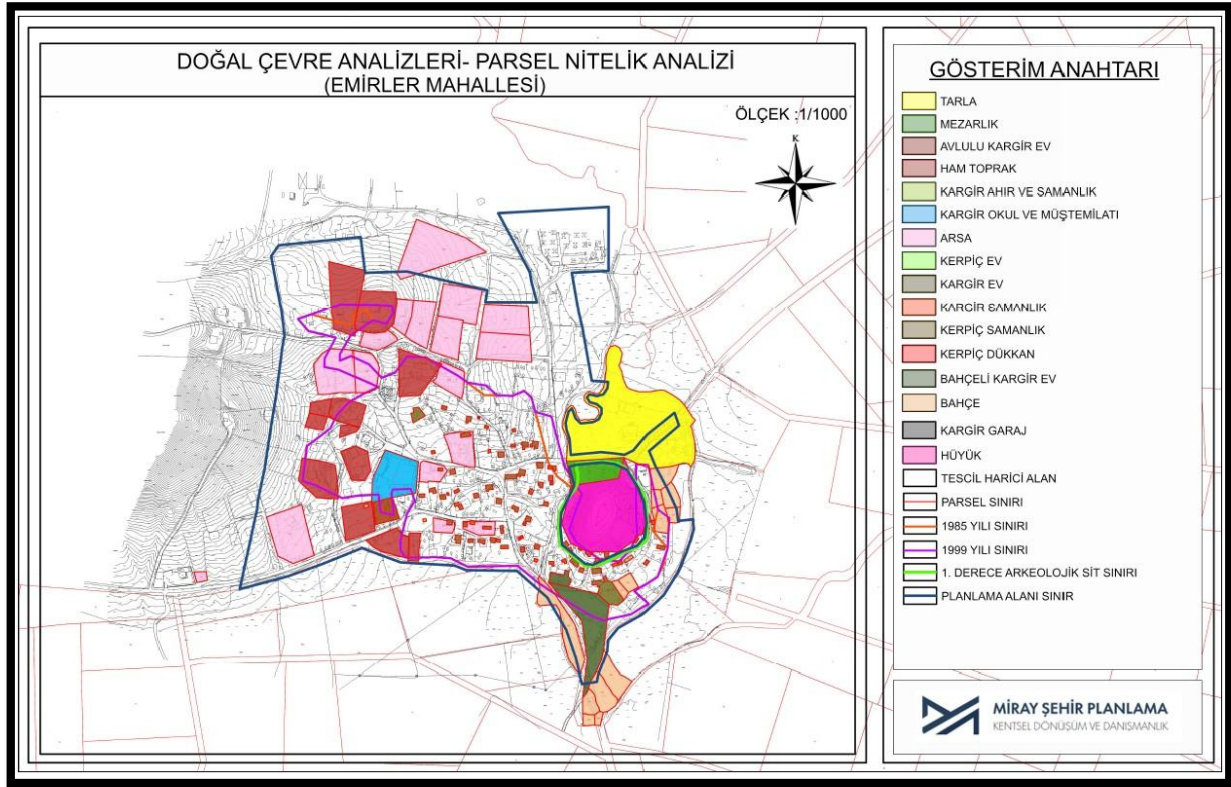 DOĞAL ÇEVRE ANALİZLERİ- PARSEL NİTELİK ANALİZİ
(EMİRLER MAHALLESİ)
ÖLÇEK :1/1000
K
GÖSTERİM ANAHTARI
TARLA
MEZARLIK
AVLULU KARGİR EV
HAM TOPRAK
KARGİR AHIR VE SAMANLIK
KARGİR OKUL VE MÜŞTEMİLATI
ARSA
KERPİÇ EV
KARGİR EV
KARGİR SAMANLIK
KERPİÇ SAMANLIK
KERPİÇ DÜKKAN
BAHÇELİ KARGİR EV
BAHÇE
KARGİR GARAJ
HÜYÜK
TESCİL HARİCİ ALAN
PARSEL SINIRI
1985 YILI SINIRI
1999 YILI SINIRI
1. DERECE ARKEOLOJİK SİT SINIRI
PLANLAMA ALANI SINIR
MİRAY ŞEHİR PLANLAMA
KENTSEL DÖNÜŞÜM VE DANIŞMANLIK